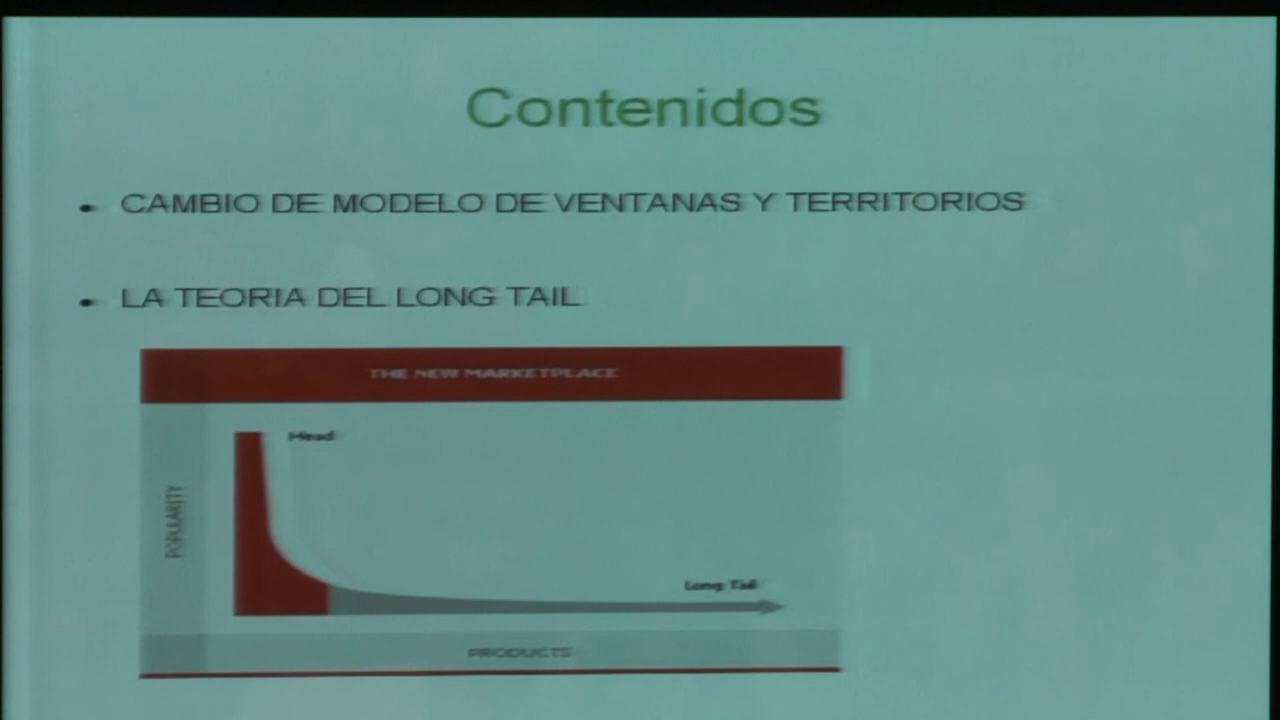 Contenidos
• CAMBIO DE MODELO DE VENTANAS Y TERRITORIOS
• LA TEORIA DEL LONG TAIL
THE NEW MARKETPLACE
Head
POPULARITY
Long Tail
PRODUCTS